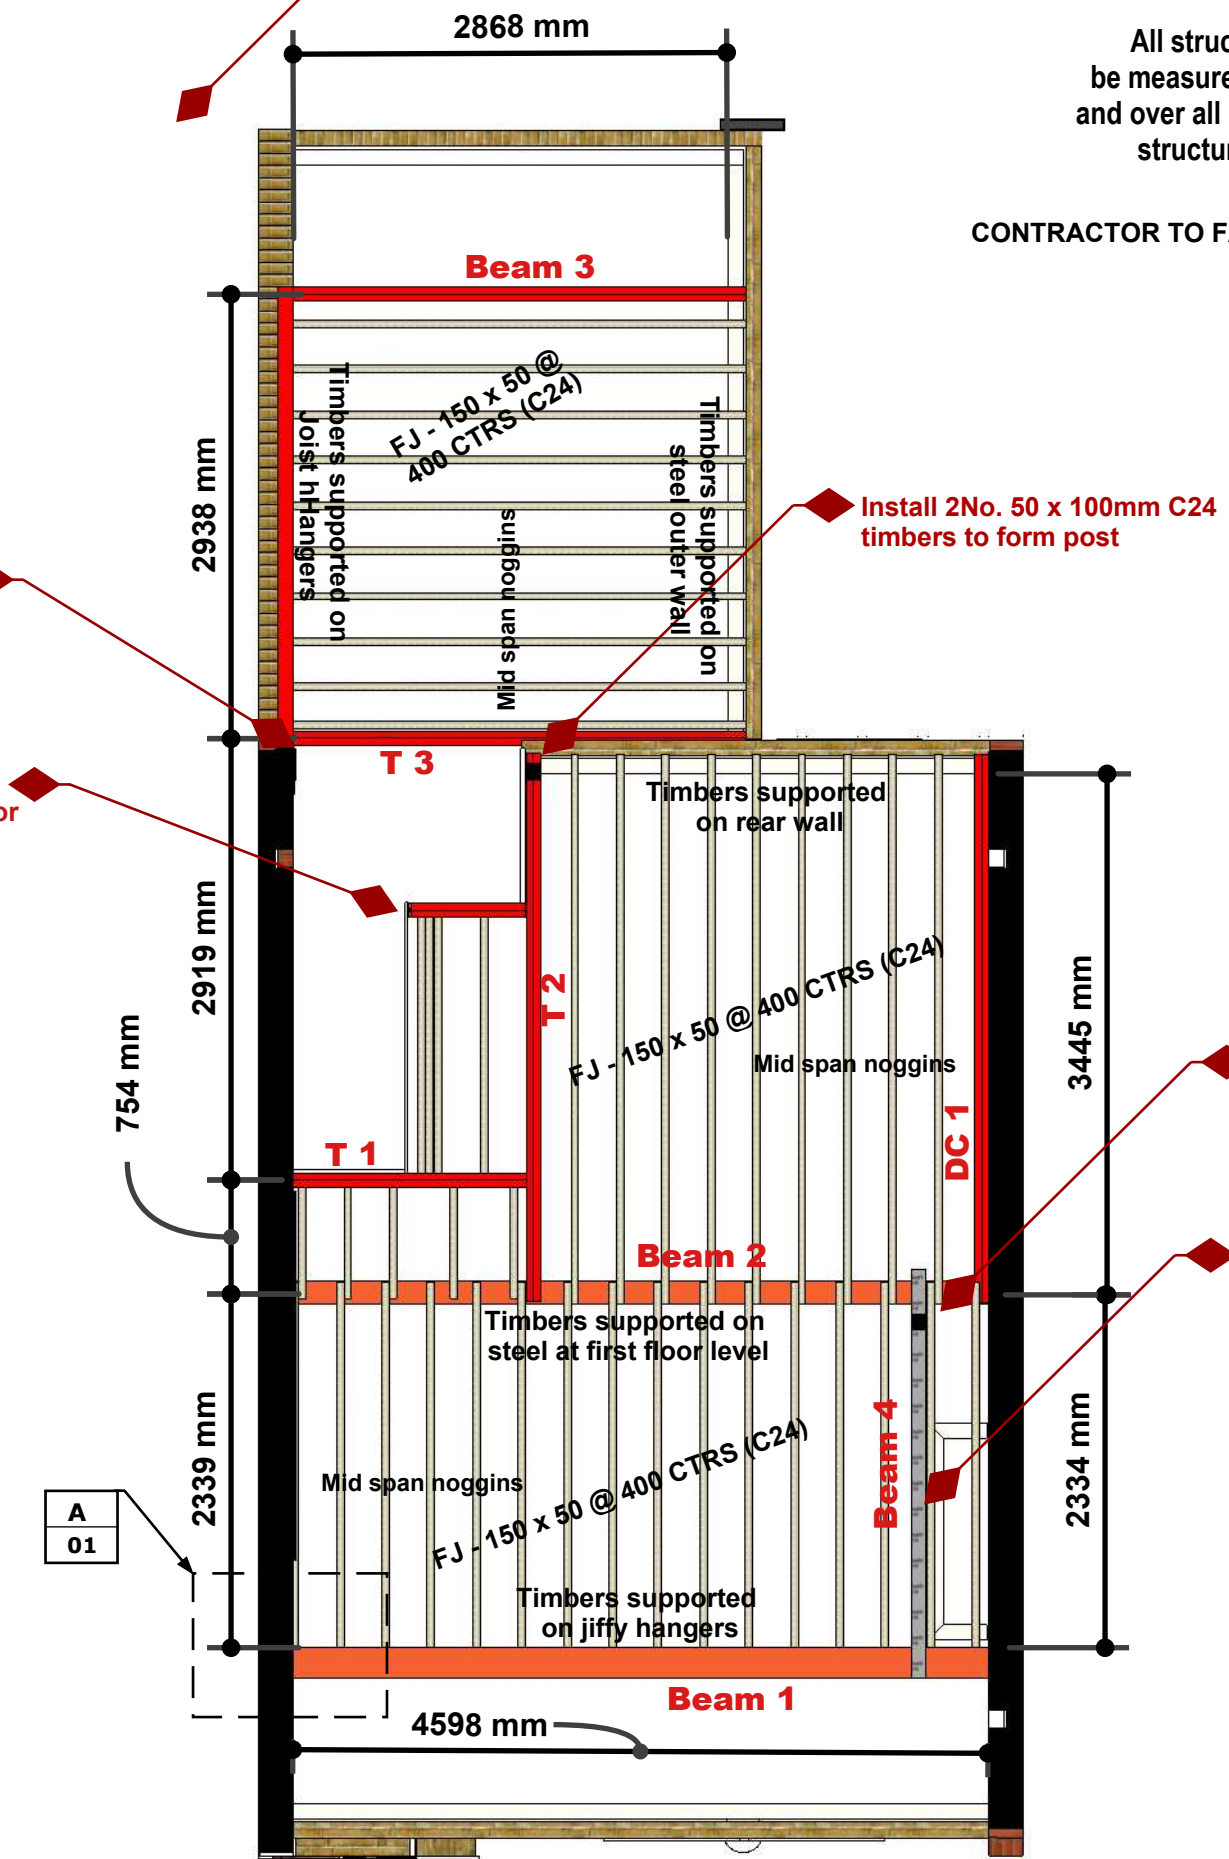 2868 mm
All struc
be measure
and over all
structur
CONTRACTOR TO F
Beam 3
FJ - 150 x 50 @
400 CTRS (C24)
Timbers supported on
Joist hHangers
Timbers supported on
steel outer wall
Mid span noggins
2938 mm
Install 2No. 50 x 100mm C24
timbers to form post
T 3
or
Timbers supported
on rear wall
2919 mm
T 2
FJ - 150 x 50 @ 400 CTRS (C24)
Mid span noggins
3445 mm
754 mm
T 1
DC 1
Beam 2
Timbers supported on
steel at first floor level
2339 mm
Mid span noggins
FJ - 150 x 50 @ 400 CTRS (C24)
Beam 4
2334 mm
A
01
Timbers supported
on jiffy hangers
Beam 1
4598 mm